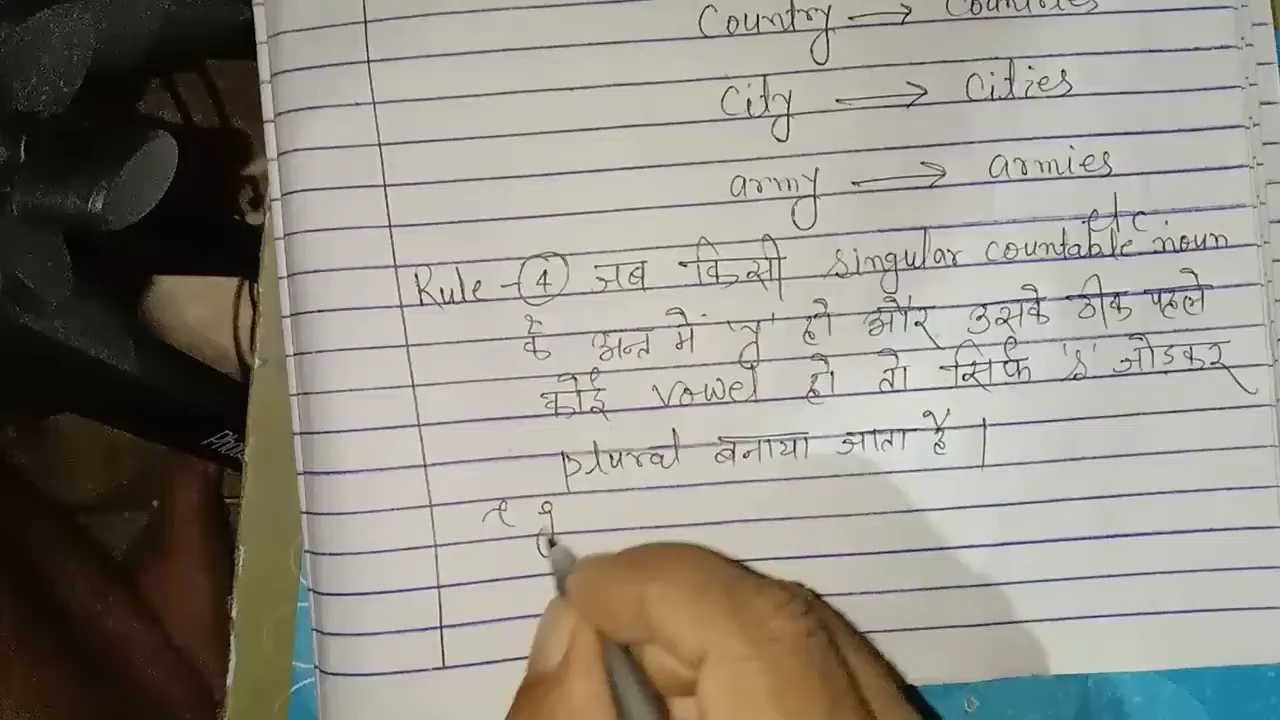 Country → Countries
City → Cities
army → armies
etc
Rule - ④ जब किसी singular countable noun
के अन्त में 'y' हो और उसके ठीक पहले
कोई vowel हो तो सिर्फ 's' जोडकर
plural बनाया जाता है |
e g